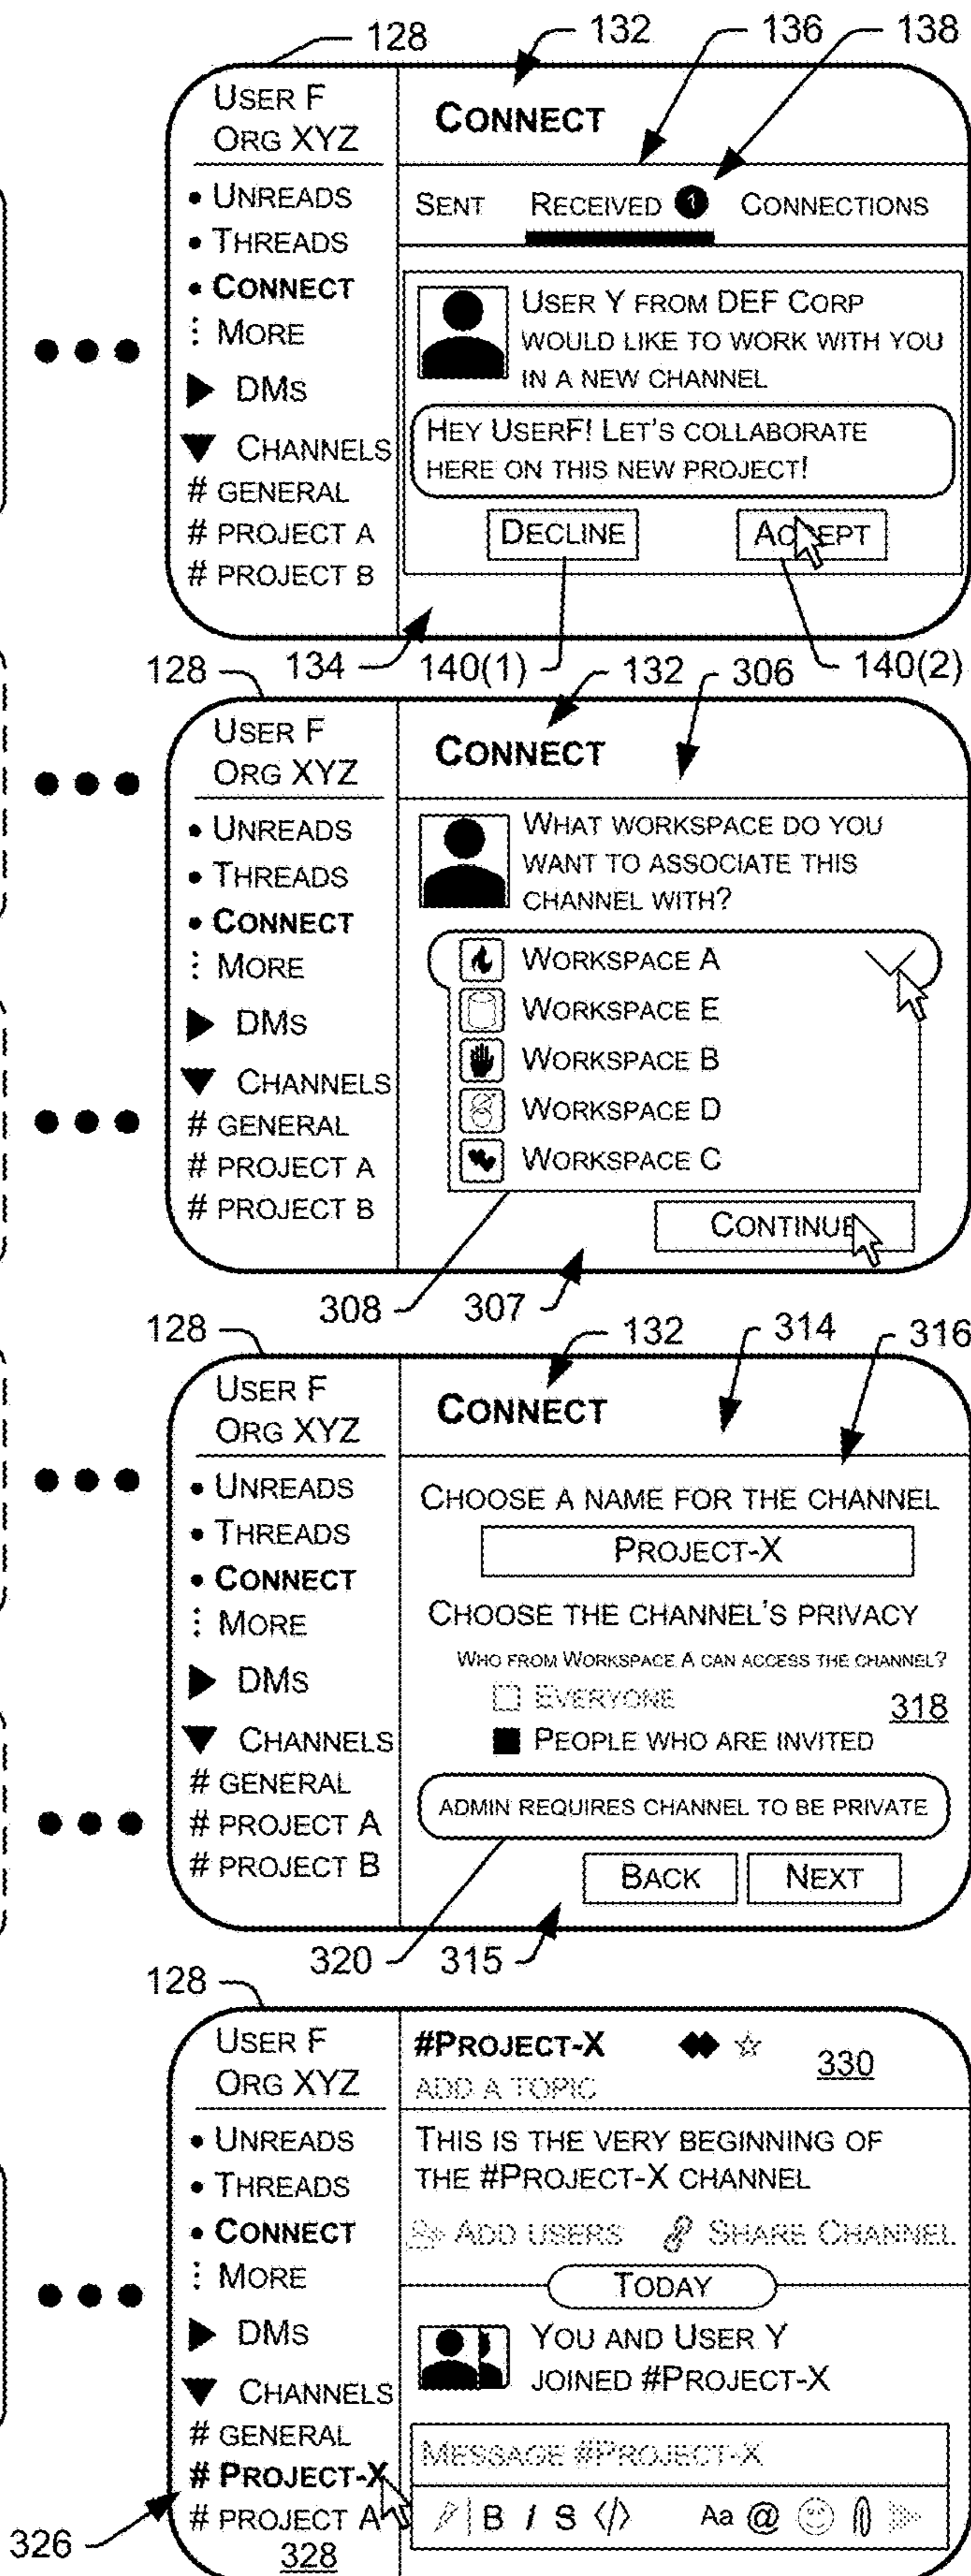 128
132
136
138
USER F
ORG XYZ
• UNREADS
• THREADS
• CONNECT
⋮ MORE
▶ DMS
▼ CHANNELS
# GENERAL
# PROJECT A
# PROJECT B
CONNECT
SENT RECEIVED 1 CONNECTIONS
USER Y FROM DEF CORP
WOULD LIKE TO WORK WITH YOU
IN A NEW CHANNEL
HEY USERF! LET'S COLLABORATE
HERE ON THIS NEW PROJECT!
DECLINE ACCEPT
134
140(1)
140(2)
128
132
306
USER F
ORG XYZ
• UNREADS
• THREADS
• CONNECT
⋮ MORE
▶ DMS
▼ CHANNELS
# GENERAL
# PROJECT A
# PROJECT B
CONNECT
WHAT WORKSPACE DO YOU
WANT TO ASSOCIATE THIS
CHANNEL WITH?
WORKSPACE A
WORKSPACE E
WORKSPACE B
WORKSPACE D
WORKSPACE C
CONTINUE
308
307
128
132
314
316
USER F
ORG XYZ
• UNREADS
• THREADS
• CONNECT
⋮ MORE
▶ DMS
▼ CHANNELS
# GENERAL
# PROJECT A
# PROJECT B
CONNECT
CHOOSE A NAME FOR THE CHANNEL
PROJECT-X
CHOOSE THE CHANNEL'S PRIVACY
WHO FROM WORKSPACE A CAN ACCESS THE CHANNEL?
EVERYONE
318
PEOPLE WHO ARE INVITED
ADMIN REQUIRES CHANNEL TO BE PRIVATE
BACK NEXT
320
315
128
USER F
ORG XYZ
• UNREADS
• THREADS
• CONNECT
⋮ MORE
▶ DMS
▼ CHANNELS
# GENERAL
# PROJECT-X
# PROJECT A
326
328
#PROJECT-X
330
ADD A TOPIC
THIS IS THE VERY BEGINNING OF
THE #PROJECT-X CHANNEL
ADD USERS SHARE CHANNEL
TODAY
YOU AND USER Y
JOINED #PROJECT-X
MESSAGE #PROJECT-X
B I S </> Aa @